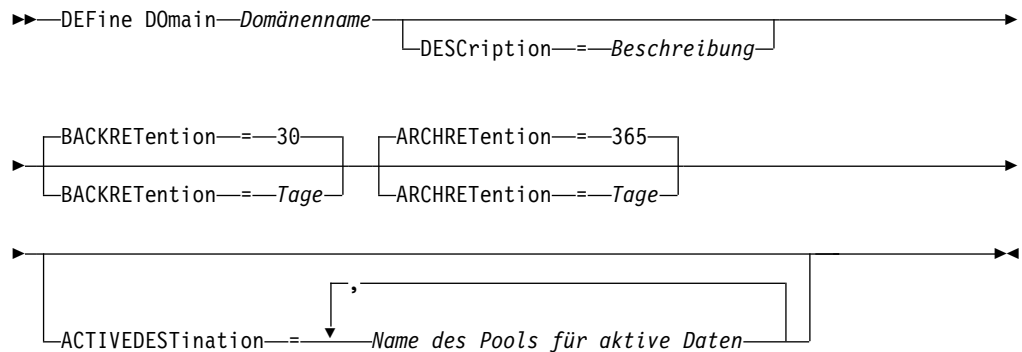 DEFine DOmain Domänenname
DESCription = Beschreibung
BACKRETention = 30 ARCHRETention = 365
BACKRETention = Tage ARCHRETention = Tage
,
ACTIVEDESTination = Name des Pools für aktive Daten